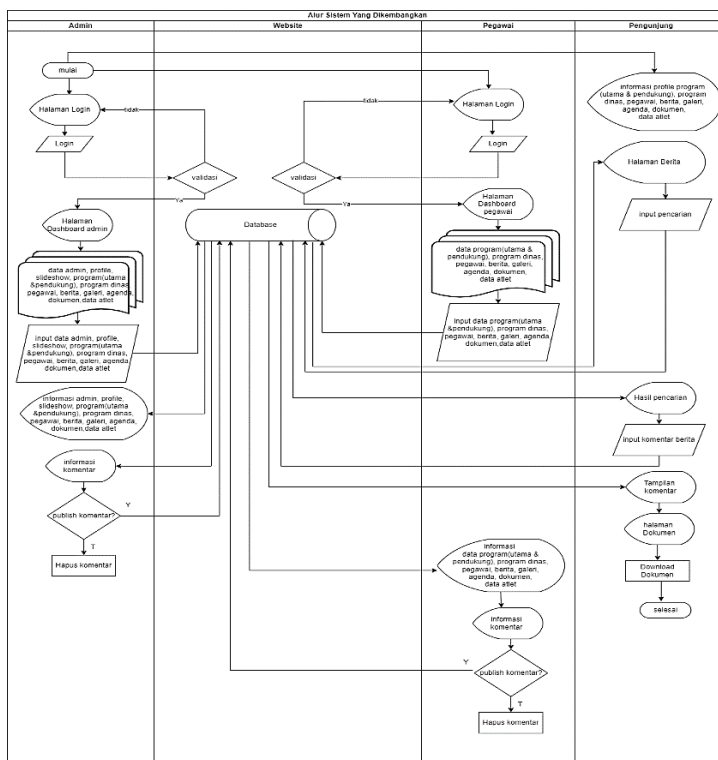 Alur Sistem Yang Dikembangkan
Admin
Website
Pegawai
Pengunjung
mulai
Halaman Login
tidak
Login
validasi
Ya
Halaman
Dashboard admin
data admin, profile,
slideshow, program(utama
&pendukung), program dinas,
pegawai, berita, galeri, agenda,
dokumen,data atlet
input data admin, profile,
slideshow, program(utama
&pendukung), program dinas,
pegawai, berita, galeri, agenda,
dokumen,data atlet
informasi admin, profile,
slideshow, program(utama
&pendukung), program dinas,
pegawai, berita, galeri, agenda,
dokumen,data atlet
informasi
komentar
publish komentar?
Y
T
Hapus komentar
Database
tidak
Halaman Login
Login
validasi
Ya
Halaman
Dashboard
pegawai
data program(utama &
pendukung), program dinas,
pegawai, berita, galeri,
agenda, dokumen,
data atlet
input data program(utama
&pendukung), program dinas,
pegawai, berita, galeri, agenda,
dokumen,data atlet
informasi
data program(utama &
pendukung), program dinas,
pegawai, berita, galeri,
agenda, dokumen,
data atlet
informasi
komentar
publish komentar?
Y
T
Hapus komentar
informasi profile program
(utama & pendukung), program
dinas, pegawai, berita, galeri,
agenda, dokumen,
data atlet
Halaman Berita
input pencarian
Hasil pencarian
input komentar berita
Tampilan
komentar
halaman
Dokumen
Download
Dokumen
selesai